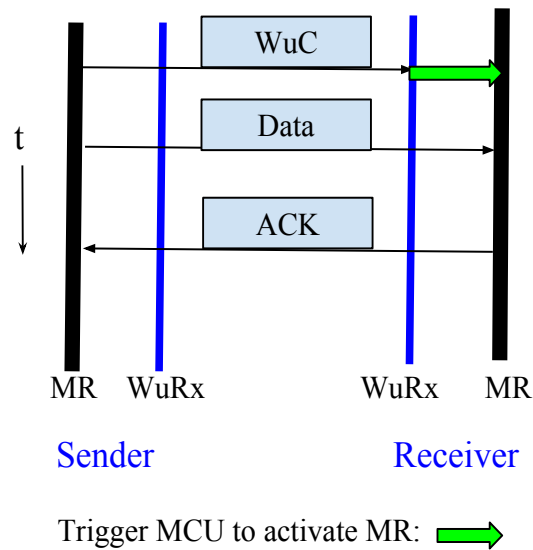 WuC
Data
t
ACK
MR WuRx WuRx MR
Sender Receiver
Trigger MCU to activate MR: